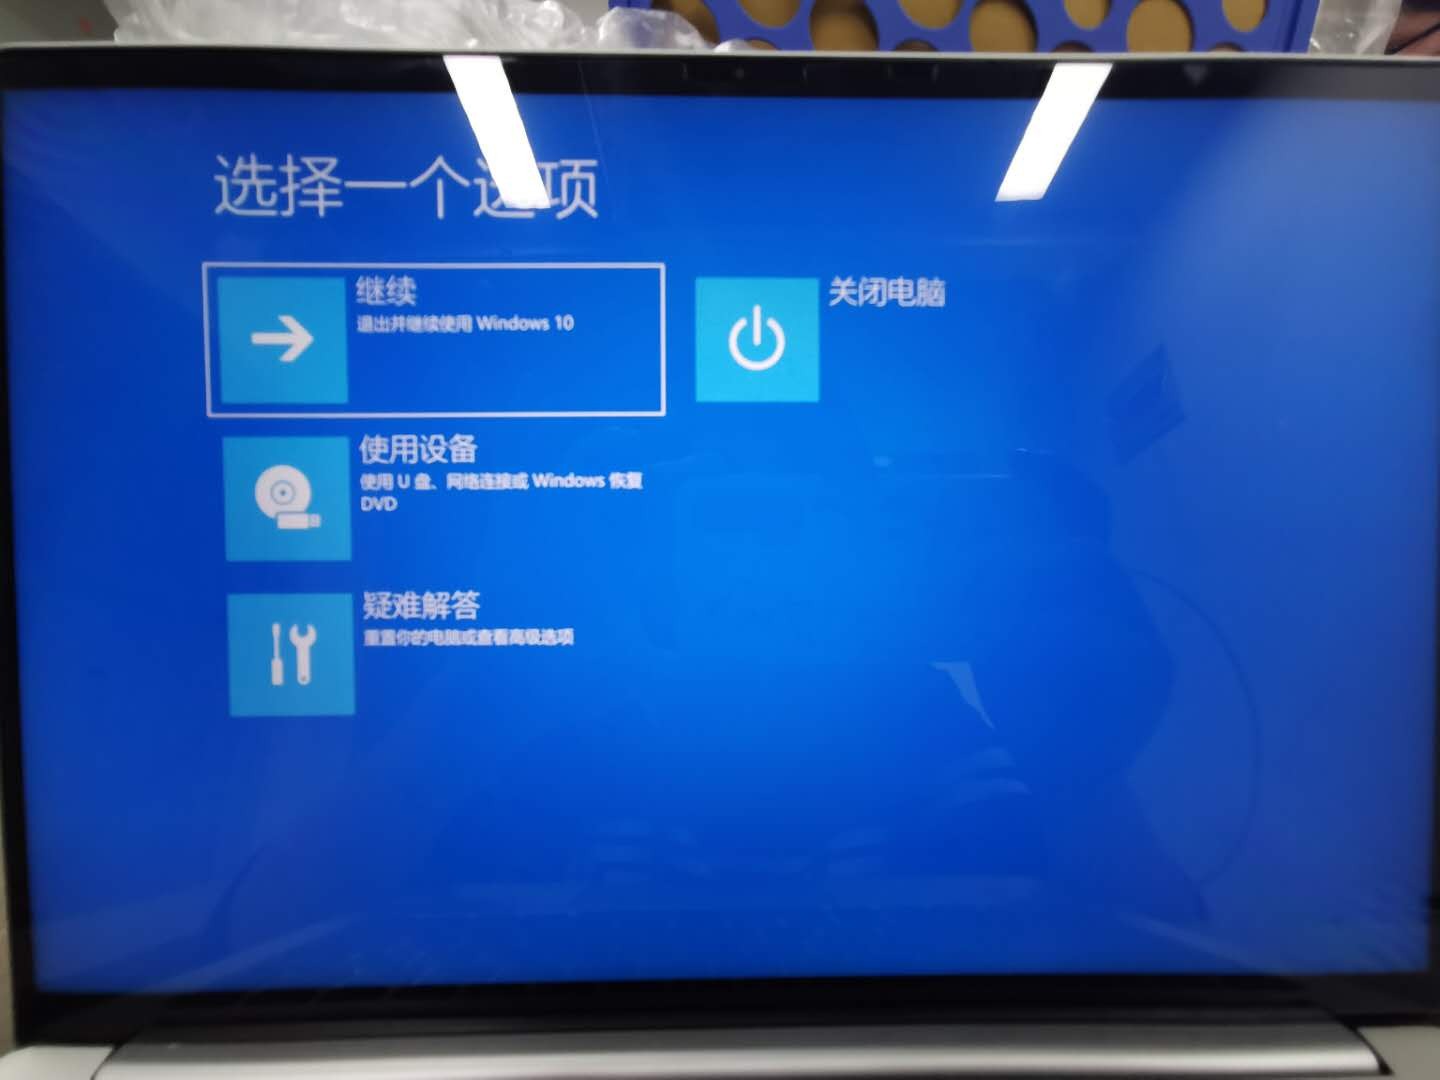 选择一个选项
继续
退出并继续使用 Windows 10
关闭电脑
使用设备
使用 U 盘、网络连接或 Windows 恢复
DVD
疑难解答
重置你的电脑或查看高级选项